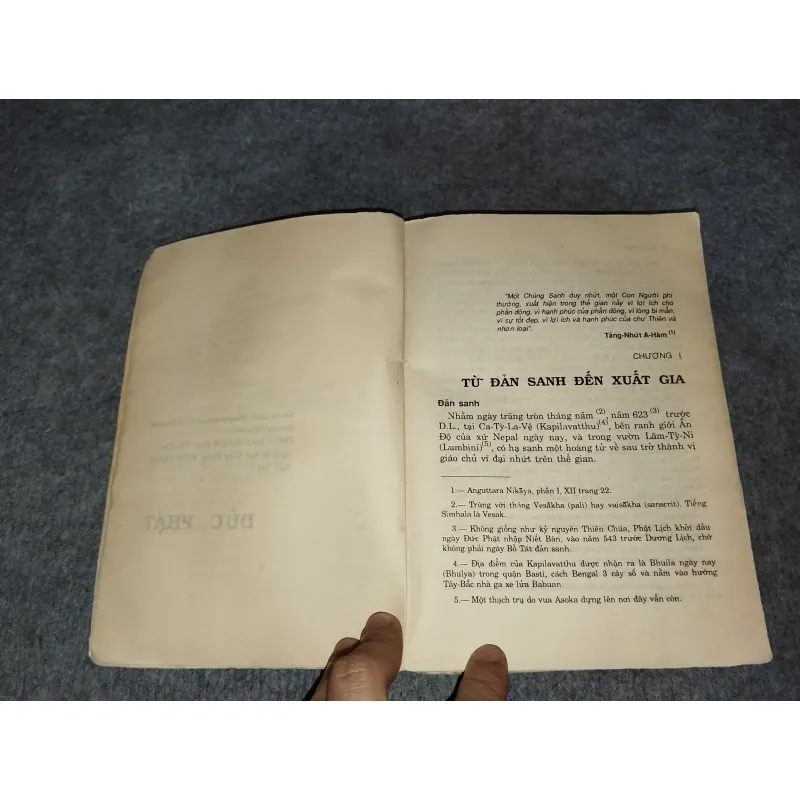 "Một Chúng Sanh duy nhứt, một Con Người phi
thường, xuất hiện trong thế gian nầy vì lợi ích cho
phần đông, vì hạnh phúc của phần đông, vì lòng bi mẫn,
vì sự tốt đẹp, vì lợi ích và hạnh phúc của chư Thiên và
nhơn loại".
Tăng-Nhứt A-Hàm (1)
CHƯƠNG I
TỪ ĐẢN SANH ĐẾN XUẤT GIA
Đản sanh
Nhằm ngày trăng tròn tháng năm (2), năm 623 (3) trước
D.L., tại Ca-Tỳ-La-Vệ (Kapilavatthu)(4), bên ranh giới Ấn
Độ của xứ Nepal ngày nay, và trong vườn Lâm-Tỳ-Ni
(Lumbini)(5), có hạ sanh một hoàng tử về sau trở thành vị
giáo chủ vĩ đại nhứt trên thế gian.
1.— Anguttara Nikāya, phần I, XII trang 22.
2.— Trùng với tháng Vesākha (pali) hay vaisākha (sanscrit). Tiếng
Simhala là Vesak.
3.— Không giống như kỷ nguyên Thiên Chúa, Phật Lịch khởi đầu
ngày Đức Phật nhập Niết Bàn, vào năm 543 trước Dương Lịch, chớ
không phải ngày Bồ Tát đản sanh.
4.— Địa điểm của Kapilavatthu được nhận ra là Bhuila ngày nay
(Bhulya) trong quận Basti, cách Bengal 3 cây số và nằm vào hướng
Tây-Bắc nhà ga xe lửa Babuan
5.— Một thạch trụ do vua Asoka dựng lên nơi đây vẫn còn.
ĐỨC PHẬT